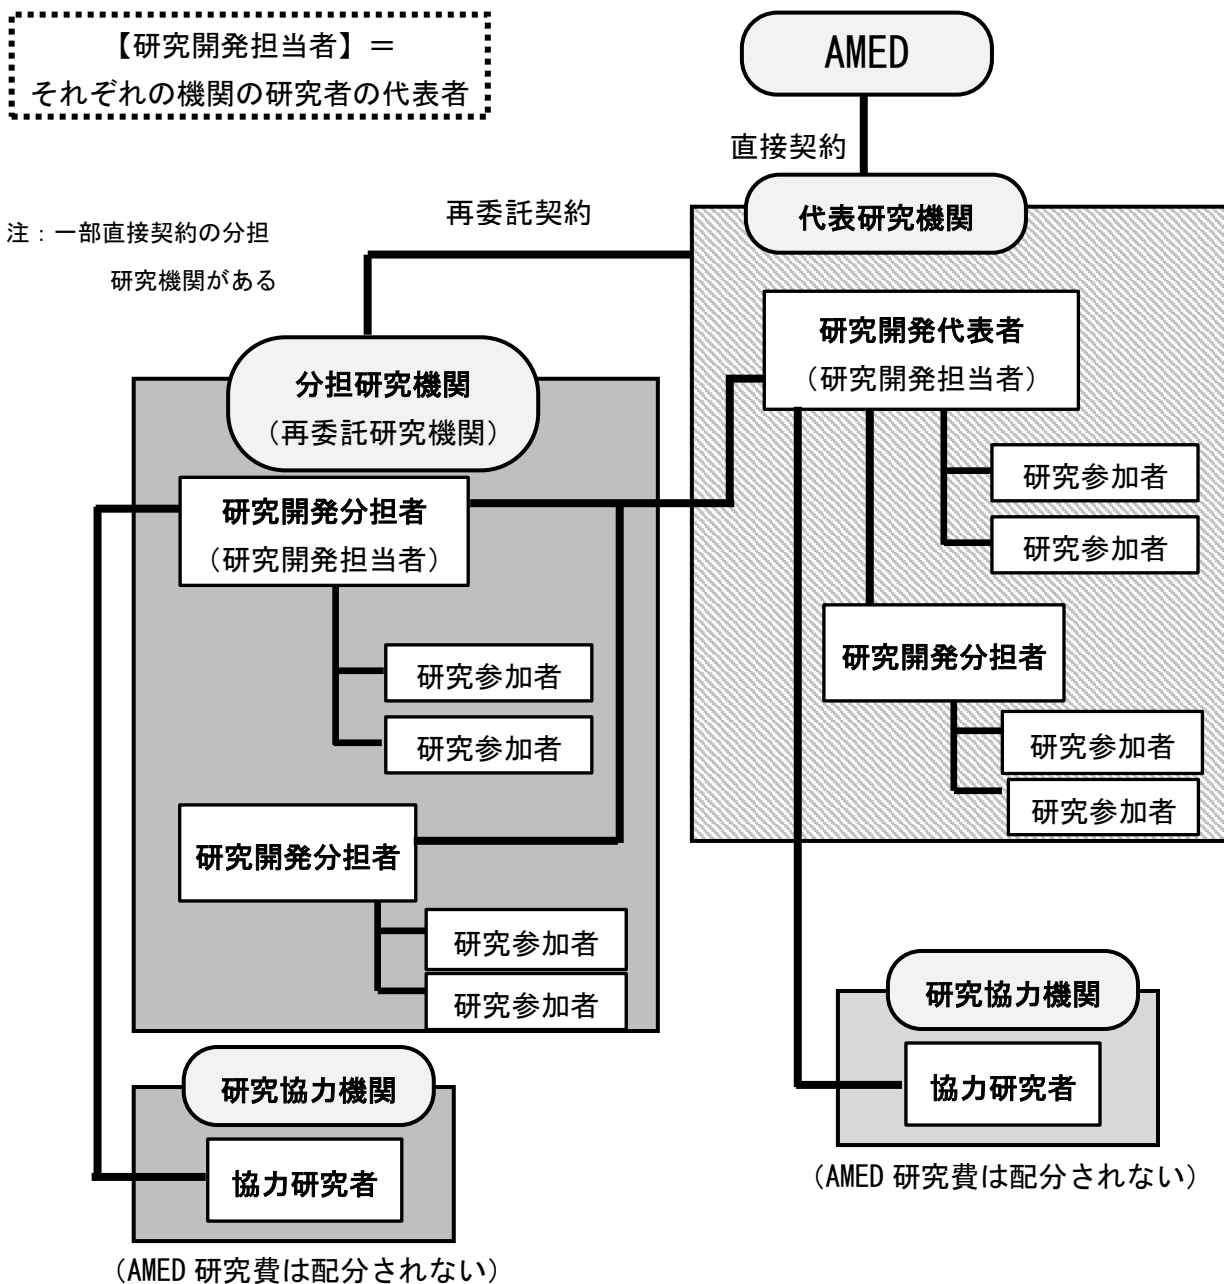 【研究開発担当者】＝
それぞれの機関の研究者の代表者
AMED
直接契約
再委託契約
注：一部直接契約の分担
研究機関がある
代表研究機関
研究開発代表者
（研究開発担当者）
研究参加者
研究参加者
研究開発分担者
研究参加者
研究参加者
分担研究機関
（再委託研究機関）
研究開発分担者
（研究開発担当者）
研究参加者
研究参加者
研究開発分担者
研究参加者
研究参加者
研究協力機関
協力研究者
（AMED 研究費は配分されない）
研究協力機関
協力研究者
（AMED 研究費は配分されない）